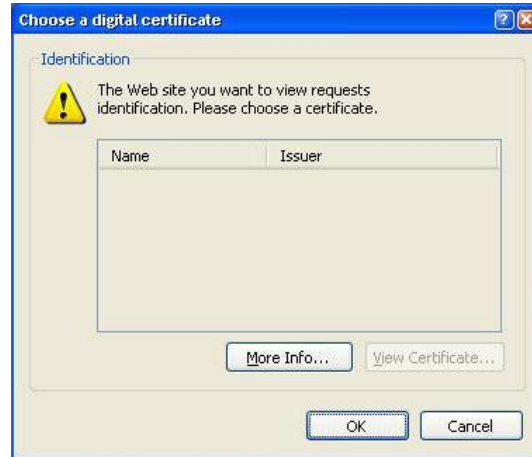 Choose a digital certificate
Identification
The Web site you want to view requests
identification. Please choose a certificate.
Name Issuer
More Info... View Certificate...
OK Cancel